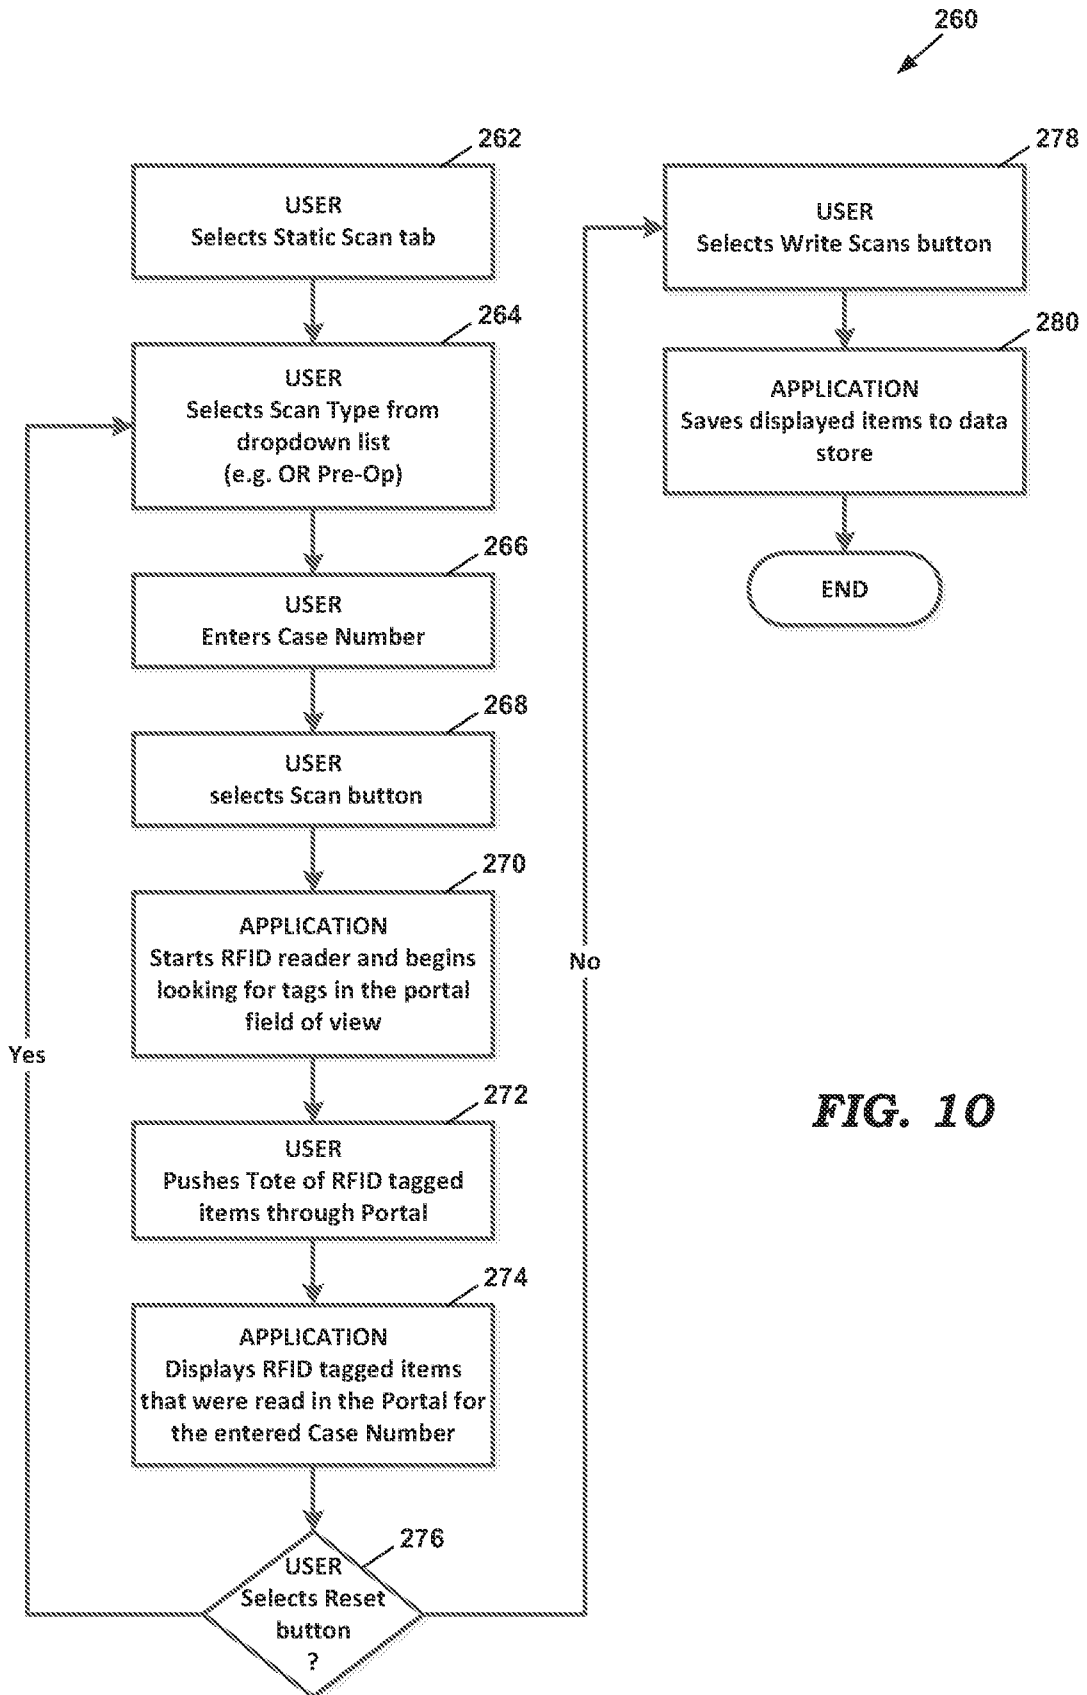 260
262
USER
Selects Static Scan tab
264
USER
Selects Scan Type from
dropdown list
(e.g. OR Pre-Op)
266
USER
Enters Case Number
268
USER
selects Scan button
270
APPLICATION
Starts RFID reader and begins
looking for tags in the portal
field of view
272
USER
Pushes Tote of RFID tagged
items through Portal
274
APPLICATION
Displays RFID tagged items
that were read in the Portal for
the entered Case Number
276
USER
Selects Reset
button
?
Yes
No
278
USER
Selects Write Scans button
280
APPLICATION
Saves displayed items to data
store
END
FIG. 10